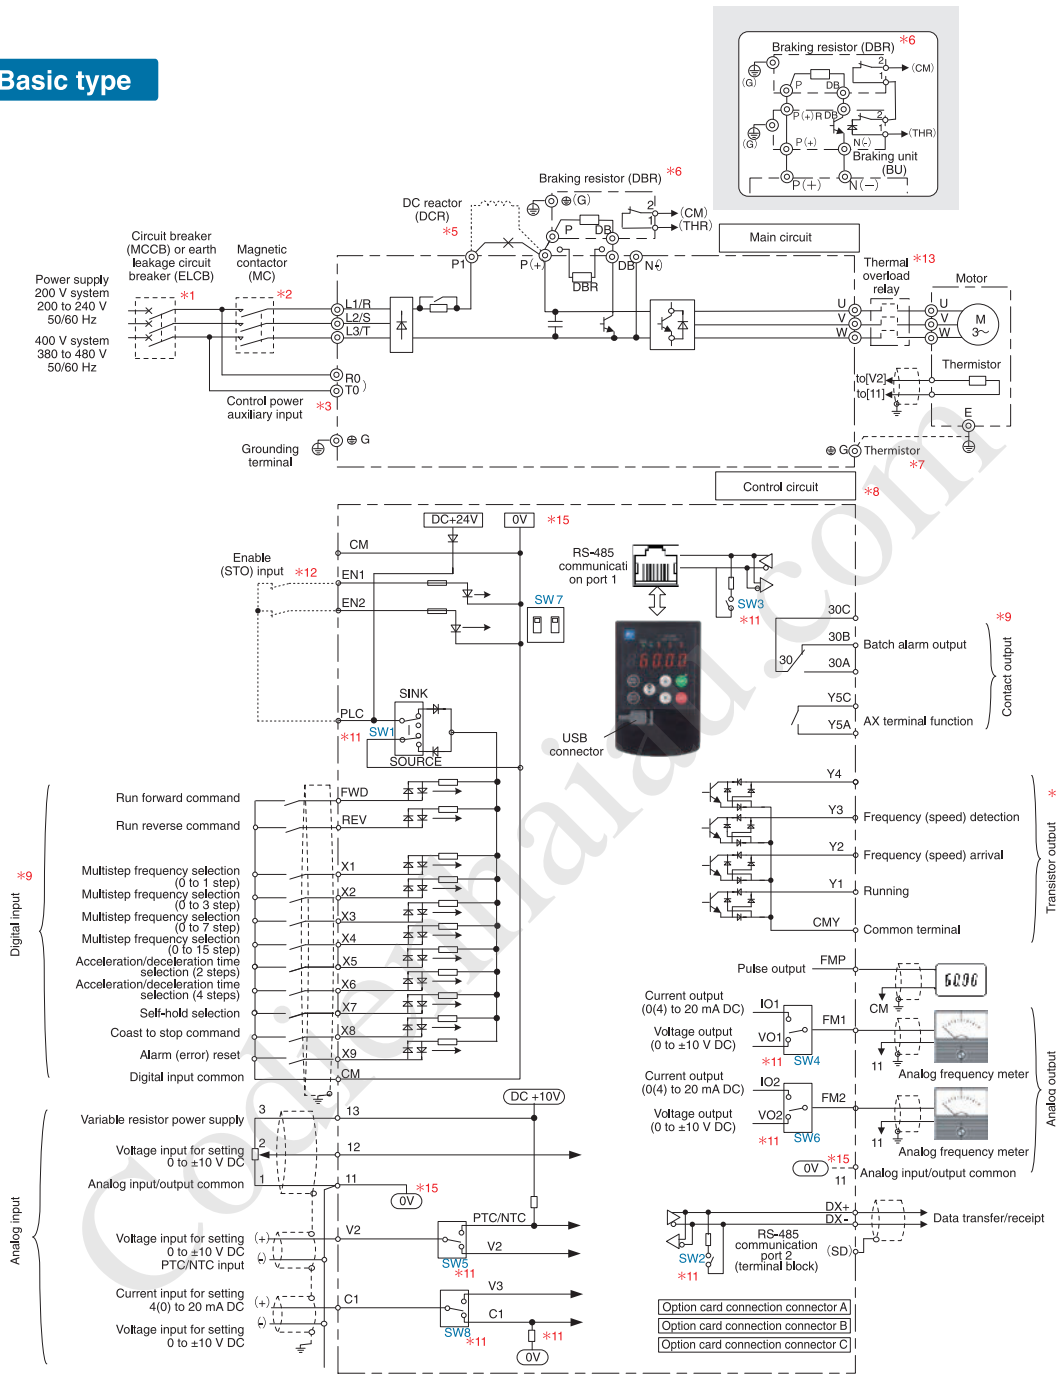 Basic type
Braking resistor (DBR) *6
2
(CM)
1
(G)
P
DB
P(+)R DB
2
1
(THR)
(G)
P(+)
N(-)
Braking unit
(BU)
P(+)
N(-)
Braking resistor (DBR) *6
DC reactor
(DCR)
*5
(G)
2
(CM)
1
(THR)
P
DB
P1
P(+)
DB
N(-)
DBR
Main circuit
Circuit breaker
(MCCB) or earth
leakage circuit
breaker (ELCB)
*1
Magnetic
contactor
(MC)
*2
Power supply
200 V system
200 to 240 V
50/60 Hz
400 V system
380 to 480 V
50/60 Hz
L1/R
L2/S
L3/T
R0
T0
Control power
auxiliary input
*3
Grounding
terminal
G
Thermal
overload
relay
*13
Motor
U
V
W
U
V
W
M
3~
Thermistor
to[V2]
to[11]
E
G
Thermistor
*7
Control circuit
*8
DC+24V
0V
*15
CM
Enable
(STO) input
*12
EN1
EN2
SW7
RS-485
communicati
on port 1
SW3
*11
60.00
USB
connector
30C
30B
30A
30
Batch alarm output
Y5C
Y5A
AX terminal function
*9
Contact output
PLC
*11
SW1
SINK
SOURCE
Digital input
*9
Run forward command
FWD
Run reverse command
REV
Multistep frequency selection
(0 to 1 step)
X1
Multistep frequency selection
(0 to 3 step)
X2
Multistep frequency selection
(0 to 7 step)
X3
Multistep frequency selection
(0 to 15 step)
X4
Acceleration/deceleration time
selection (2 steps)
X5
Acceleration/deceleration time
selection (4 steps)
X6
Self-hold selection
X7
Coast to stop command
X8
Alarm (error) reset
X9
Digital input common
CM
Y4
Y3
Frequency (speed) detection
Y2
Frequency (speed) arrival
Y1
Running
CMY
Common terminal
*
Transistor output
Pulse output
FMP
60.00
CM
Current output
(0(4) to 20 mA DC)
IO1
Voltage output
(0 to ±10 V DC)
VO1
*11
SW4
FM1
11
Analog frequency meter
Current output
(0(4) to 20 mA DC)
IO2
Voltage output
(0 to ±10 V DC)
VO2
*11
SW6
FM2
11
Analog frequency meter
Analog output
0V
*15
11
Analog input/output common
Analog input
DC +10V
Variable resistor power supply
3
13
Voltage input for setting
0 to ±10 V DC
2
12
Analog input/output common
1
11
0V
*15
PTC/NTC
V2
Voltage input for setting
0 to ±10 V DC
PTC/NTC input
(+)
(-)
V2
SW5
*11
Current input for setting
4(0) to 20 mA DC
(+)
(-)
C1
V3
C1
SW8
*11
*11
0V
Voltage input for setting
0 to ±10 V DC
DX+
DX-
Data transfer/receipt
RS-485
communication
port 2
(terminal block)
(SD)
SW2
*11
Option card connection connector A
Option card connection connector B
Option card connection connector C
Codienhaiau.com